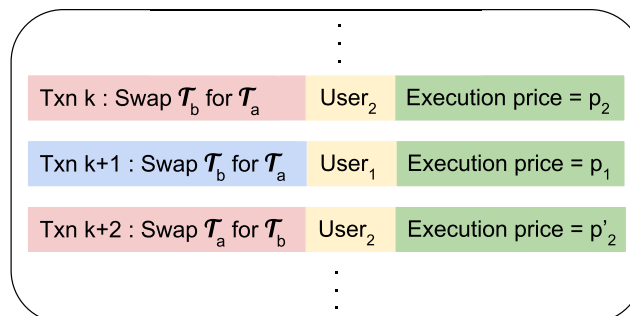 Txn k : Swap 𝒯b for 𝒯a User2 Execution price = p2
Txn k+1 : Swap 𝒯b for 𝒯a User1 Execution price = p1
Txn k+2 : Swap 𝒯a for 𝒯b User2 Execution price = p'2